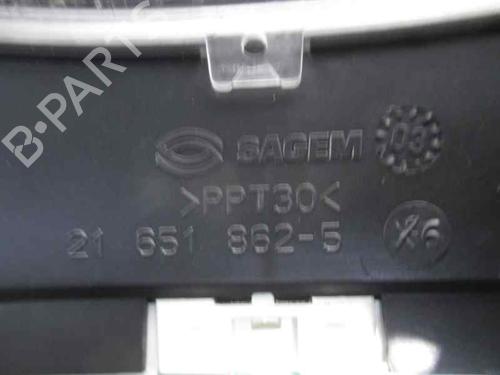 B-PARTS
SAGEM
03
>PPT30<
21 651 862-5